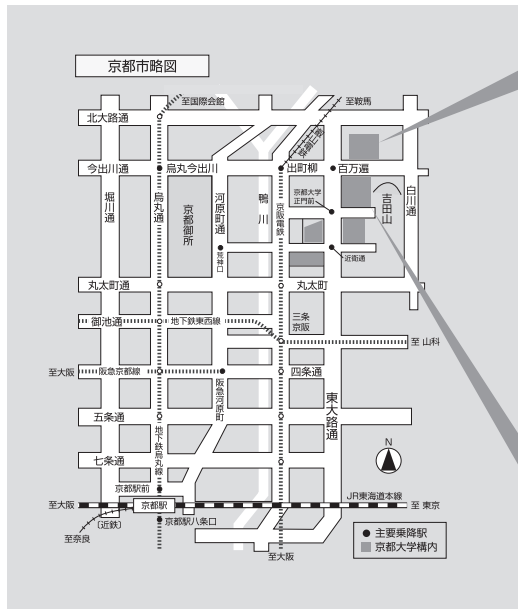 京都市略図
至国際会館
至鞍馬
北大路通
叡山電鉄
今出川通
烏丸今出川
出町柳
百万遍
堀川通
烏丸通
京都御所
河原町通
鴨川
京阪電鉄
京都大学
正門前
吉田山
白川通
荒神口
近衛通
丸太町通
丸太町
御池通
地下鉄東西線
三条
京阪
至 山科
至大阪
阪急京都線
四条通
阪急河原町
東大路通
五条通
地下鉄烏丸線
七条通
N
京都駅前
JR東海道本線
至大阪
京都駅
至 東京
〔近鉄〕
京都駅八条口
至奈良
至大阪
● 主要乗降駅
■ 京都大学構内